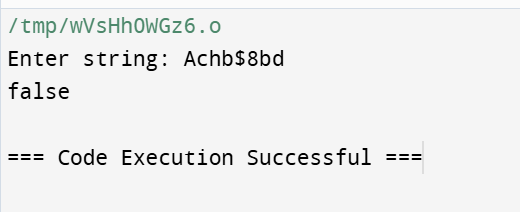 /tmp/wVsHhOWGz6.o
Enter string: Achb$8bd
false
=== Code Execution Successful ===